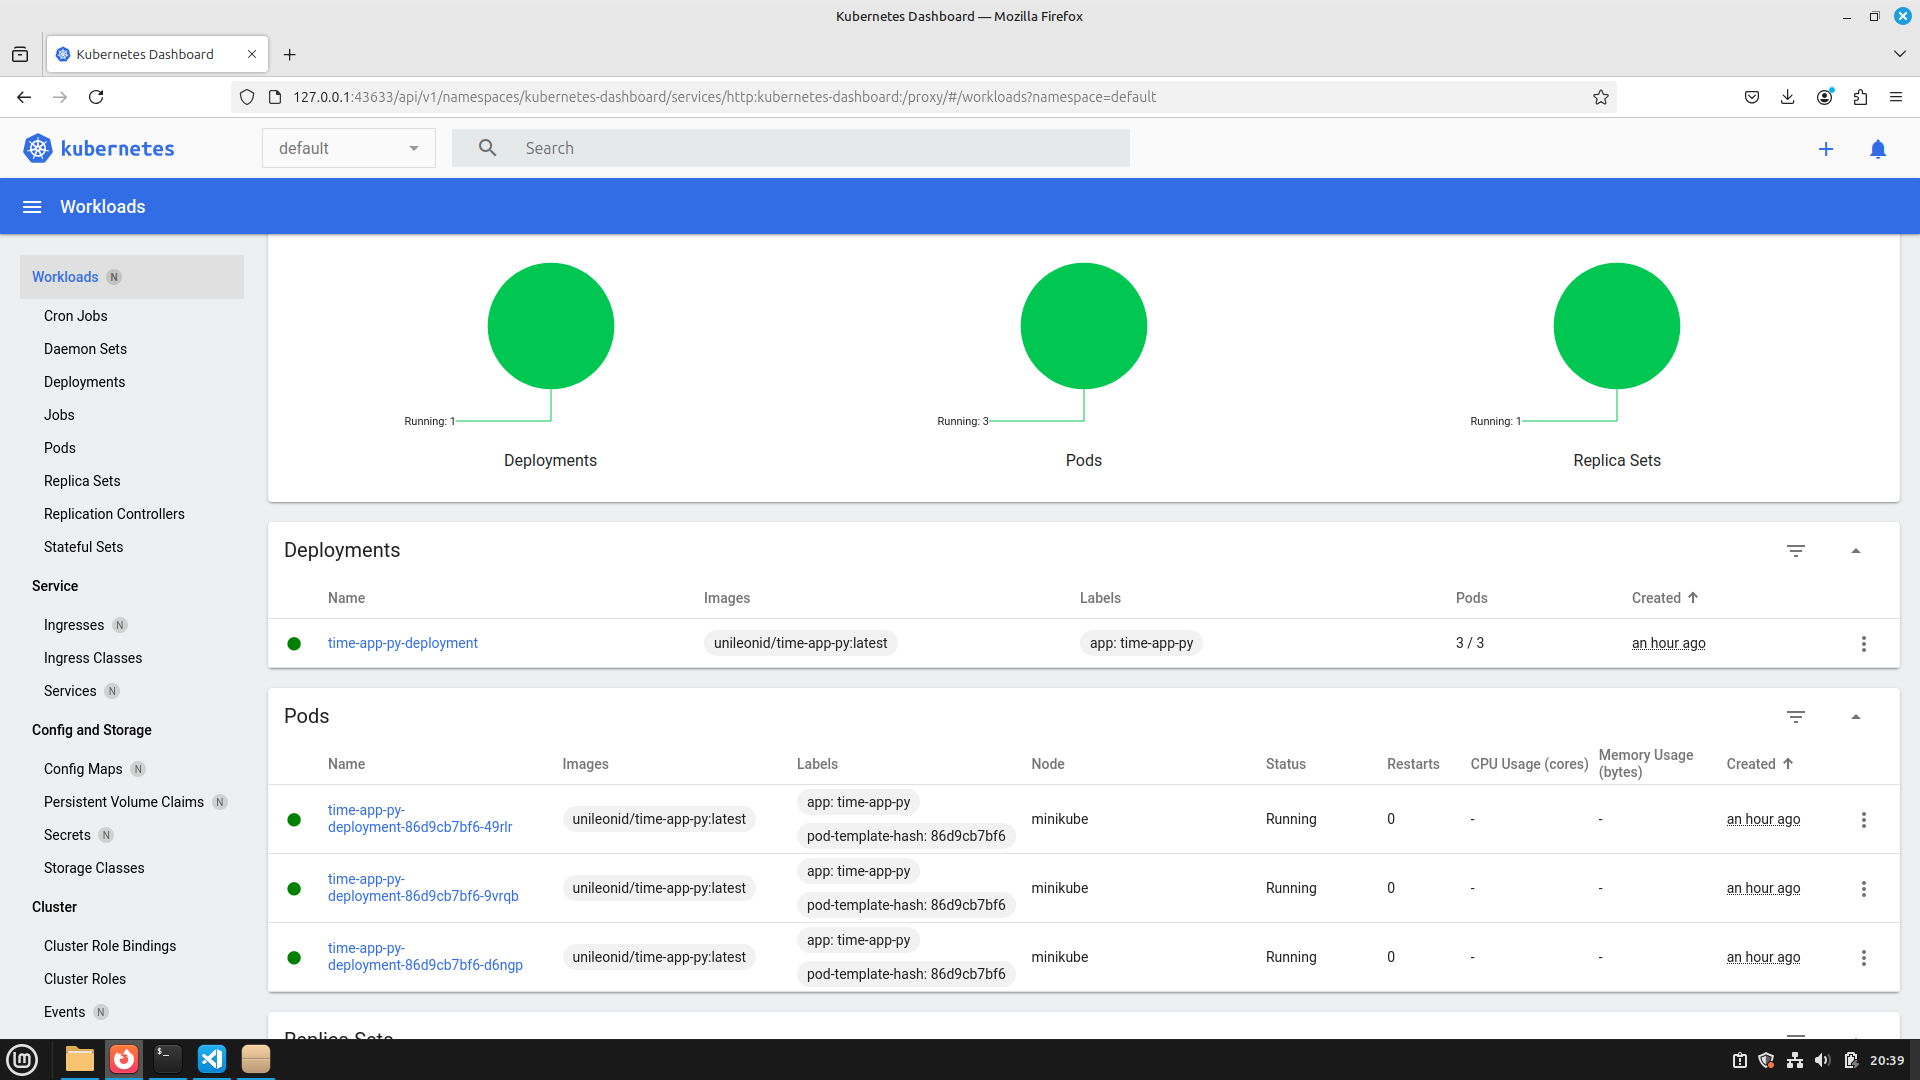 Kubernetes Dashboard — Mozilla Firefox
Kubernetes Dashboard
127.0.0.1:43633/api/v1/namespaces/kubernetes-dashboard/services/http:kubernetes-dashboard:/proxy/#/workloads?namespace=default
kubernetes
default
Search
Workloads
Workloads N
Cron Jobs
Daemon Sets
Deployments
Jobs
Pods
Replica Sets
Replication Controllers
Stateful Sets
Service
Ingresses N
Ingress Classes
Services N
Config and Storage
Config Maps N
Persistent Volume Claims N
Secrets N
Storage Classes
Cluster
Cluster Role Bindings
Cluster Roles
Events N
Running: 1
Deployments
Running: 3
Pods
Running: 1
Replica Sets
Deployments
Name Images Labels Pods Created
time-app-py-deployment unileonid/time-app-py:latest app: time-app-py 3 / 3 an hour ago
Pods
Name Images Labels Node Status Restarts CPU Usage (cores) Memory Usage (bytes) Created
time-app-py-
deployment-86d9cb7bf6-49rlr
unileonid/time-app-py:latest
app: time-app-py
pod-template-hash: 86d9cb7bf6
minikube Running 0 - - an hour ago
time-app-py-
deployment-86d9cb7bf6-9vrqb
unileonid/time-app-py:latest
app: time-app-py
pod-template-hash: 86d9cb7bf6
minikube Running 0 - - an hour ago
time-app-py-
deployment-86d9cb7bf6-d6ngp
unileonid/time-app-py:latest
app: time-app-py
pod-template-hash: 86d9cb7bf6
minikube Running 0 - - an hour ago
Replica Sets
20:39